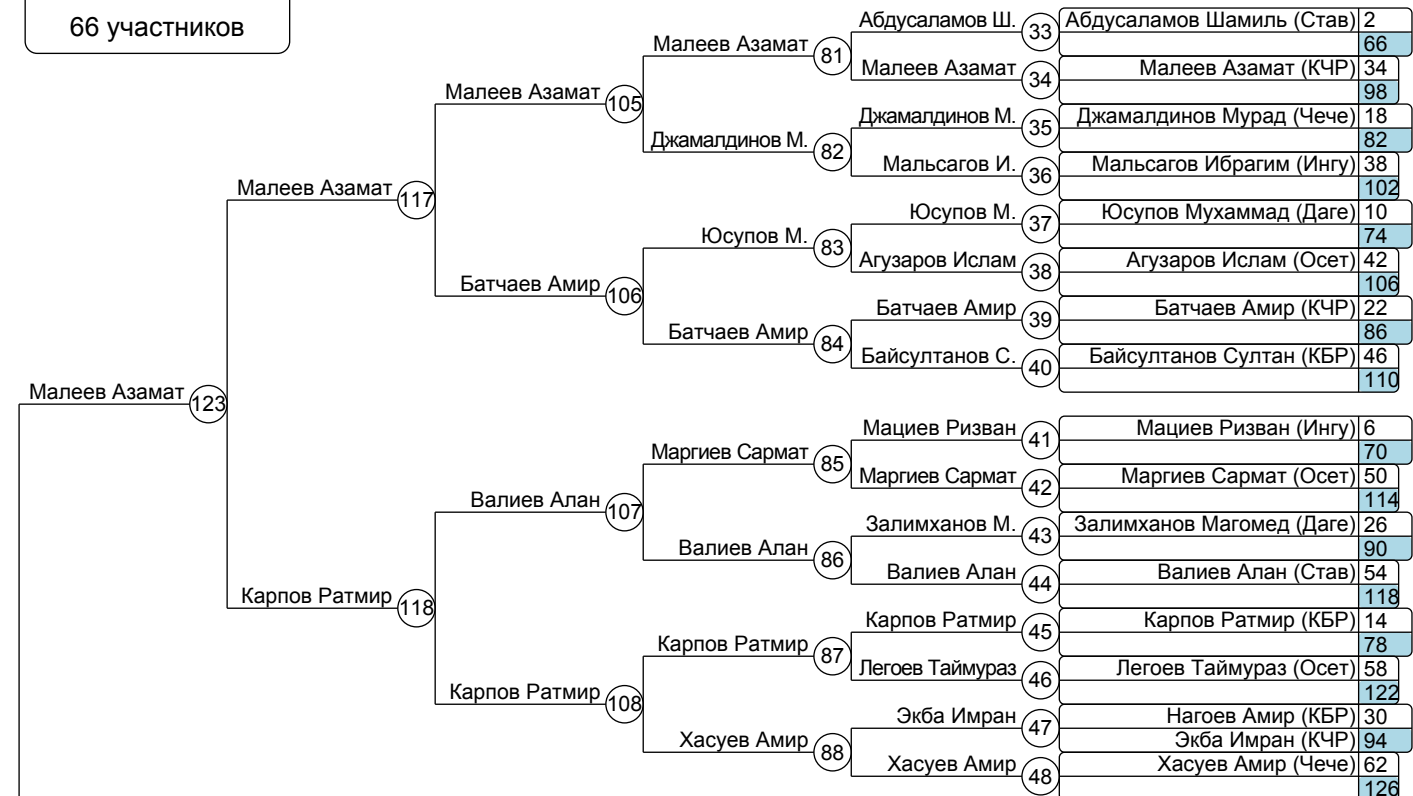 66 участников
Абдусаламов Ш. 33 Абдусаламов Шамиль (Став) 2
66
Малеев Азамат 81
Малеев Азамат 34 Малеев Азамат (КЧР) 34
98
Малеев Азамат 105
Джамалдинов М. 35 Джамалдинов Мурад (Чече) 18
82
Джамалдинов М. 82
Мальсагов И. 36 Мальсагов Ибрагим (Ингу) 38
102
Малеев Азамат 117
Юсупов М. 37 Юсупов Мухаммад (Даге) 10
74
Юсупов М. 83
Агузаров Ислам 38 Агузаров Ислам (Осет) 42
106
Батчаев Амир 106
Батчаев Амир 39 Батчаев Амир (КЧР) 22
86
Батчаев Амир 84
Байсултанов С. 40 Байсултанов Султан (КБР) 46
110
Малеев Азамат 123
Мациев Ризван 41 Мациев Ризван (Ингу) 6
70
Маргиев Сармат 85
Маргиев Сармат 42 Маргиев Сармат (Осет) 50
114
Валиев Алан 107
Залимханов М. 43 Залимханов Магомед (Даге) 26
90
Валиев Алан 86
Валиев Алан 44 Валиев Алан (Став) 54
118
Карпов Ратмир 118
Карпов Ратмир 45 Карпов Ратмир (КБР) 14
78
Карпов Ратмир 87
Легоев Таймураз 46 Легоев Таймураз (Осет) 58
122
Карпов Ратмир 108
Экба Имран 47 Нагоев Амир (КБР) 30
Экба Имран (КЧР) 94
Хасуев Амир 88
Хасуев Амир 48 Хасуев Амир (Чече) 62
126